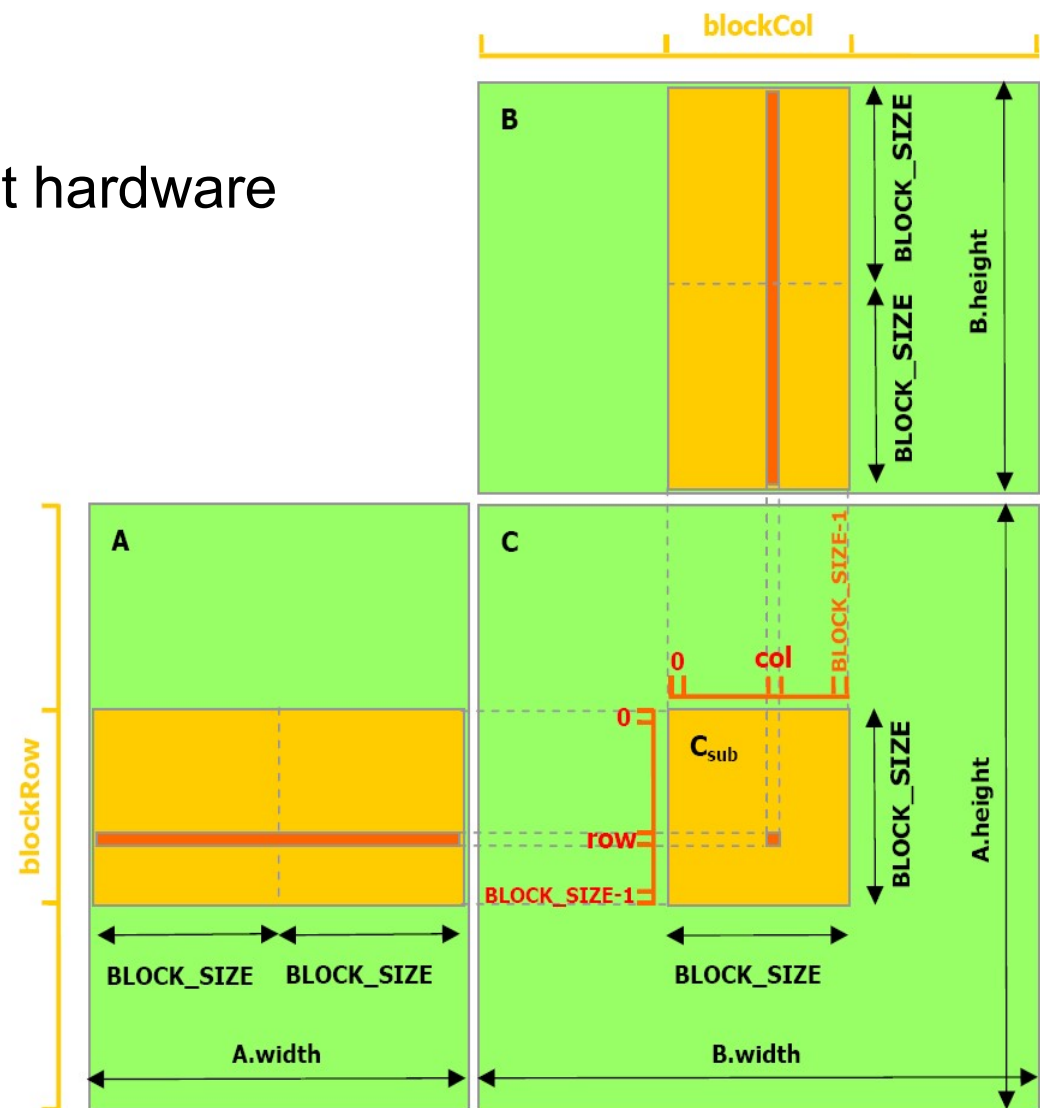 blockCol
B
BLOCK_SIZE
BLOCK_SIZE
B.height
t hardware
A
C
BLOCK_SIZE-1
0
col
0
C_sub
BLOCK_SIZE
A.height
blockRow
row
BLOCK_SIZE-1
BLOCK_SIZE
BLOCK_SIZE
BLOCK_SIZE
A.width
B.width